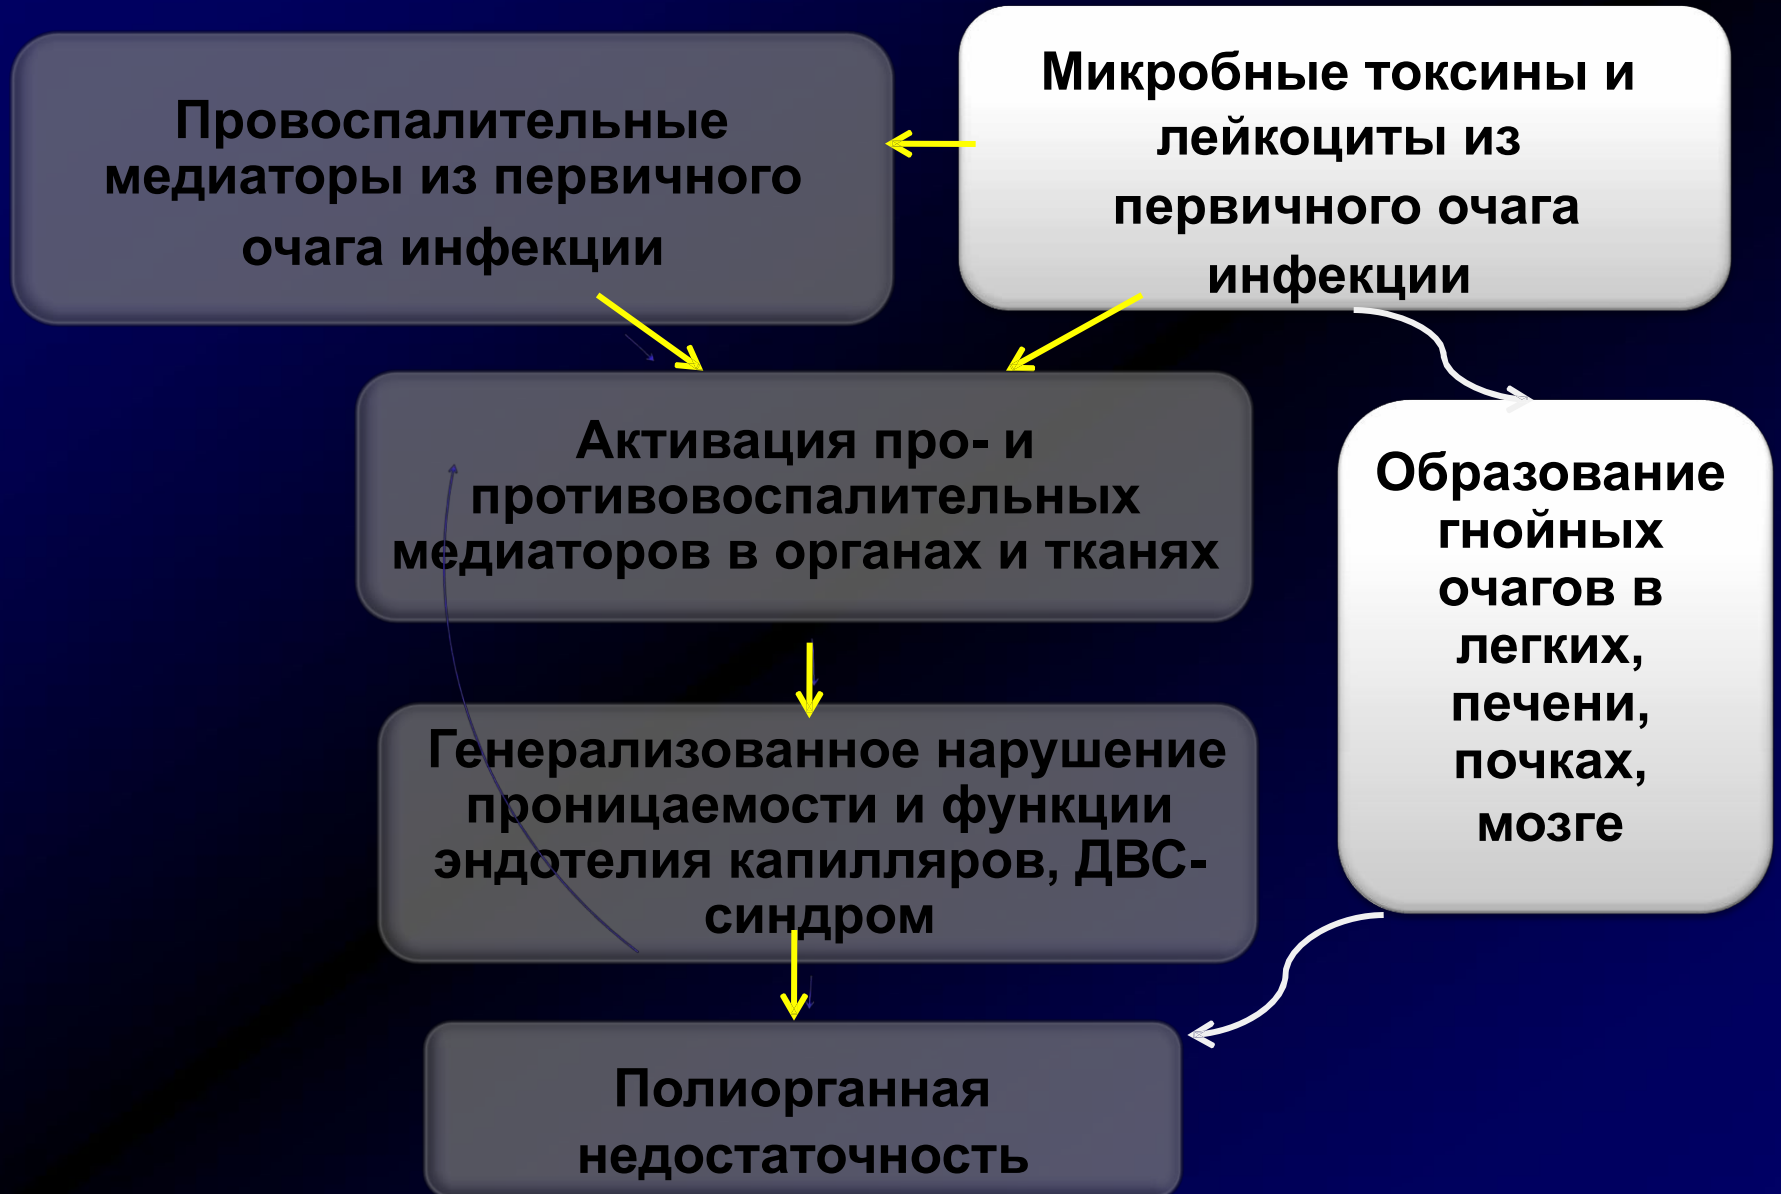 Провоспалительные
медиаторы из первичного
очага инфекции
Микробные токсины и
лейкоциты из
первичного очага
инфекции
Активация про- и
противовоспалительных
медиаторов в органах и тканях
Образование
гнойных
очагов в
легких,
печени,
почках,
мозге
Генерализованное нарушение
проницаемости и функции
эндотелия капилляров, ДВС-
синдром
Полиорганная
недостаточность